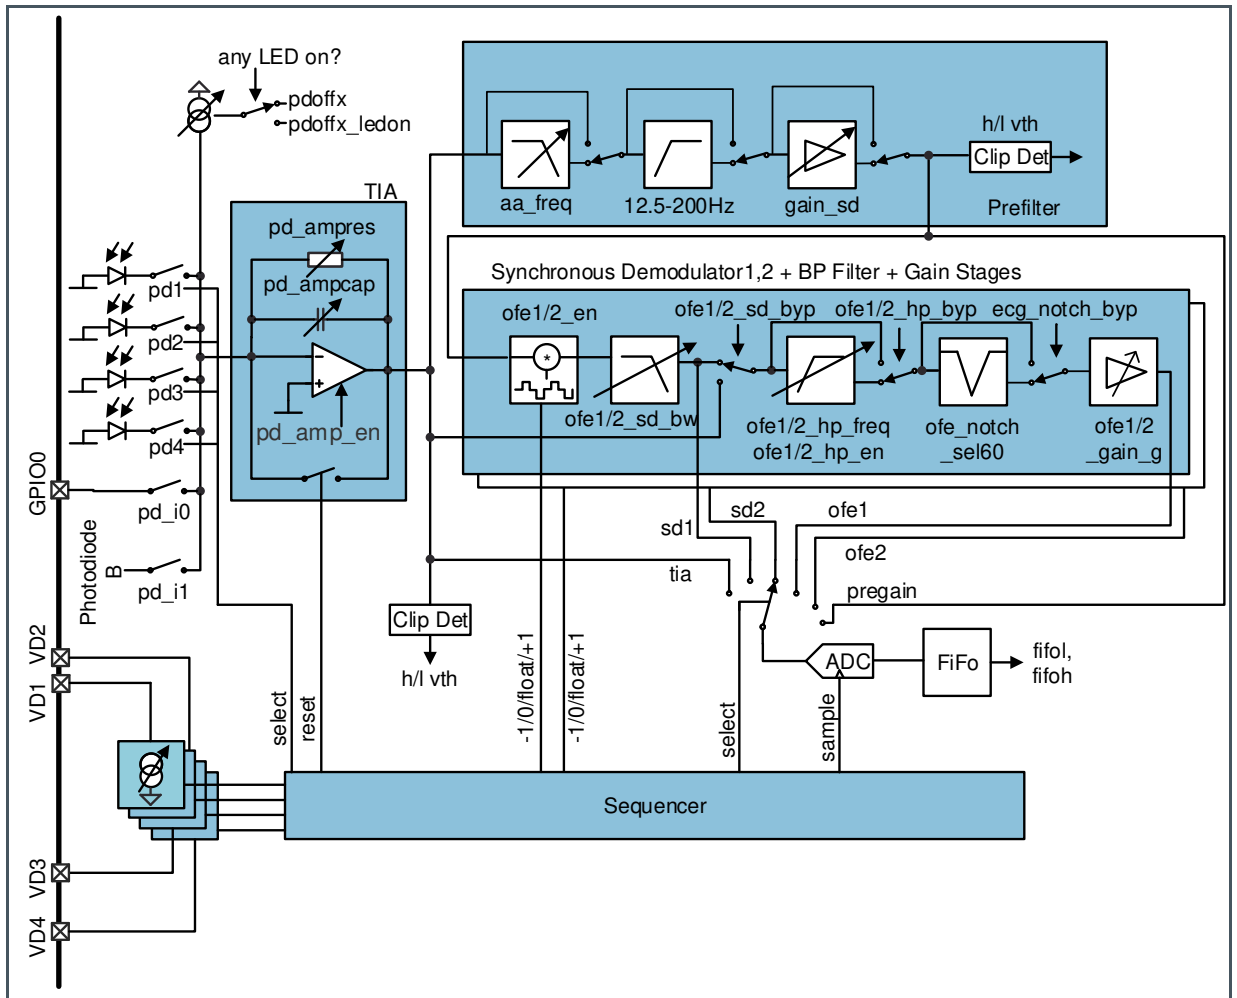 any LED on?
pdoffx
pdoffx_ledon
h/l vth
Clip Det
aa_freq
12.5-200Hz
gain_sd
Prefilter
TIA
pd_ampres
pd_ampcap
pd_amp_en
pd1
pd2
pd3
pd4
GPIO0
pd_i0
Photodiode
B
pd_i1
Synchronous Demodulator1,2 + BP Filter + Gain Stages
ofe1/2_en
ofe1/2_sd_byp
ofe1/2_hp_byp
ecg_notch_byp
*
ofe1/2_sd_bw
ofe1/2_hp_freq
ofe1/2_hp_en
ofe_notch
_sel60
ofe1/2
_gain_g
sd1
sd2
ofe1
ofe2
tia
pregain
Clip Det
h/l vth
ADC
FiFo
fifol,
fifoh
VD2
VD1
select
reset
-1/0/float/+1
-1/0/float/+1
select
sample
Sequencer
VD3
VD4